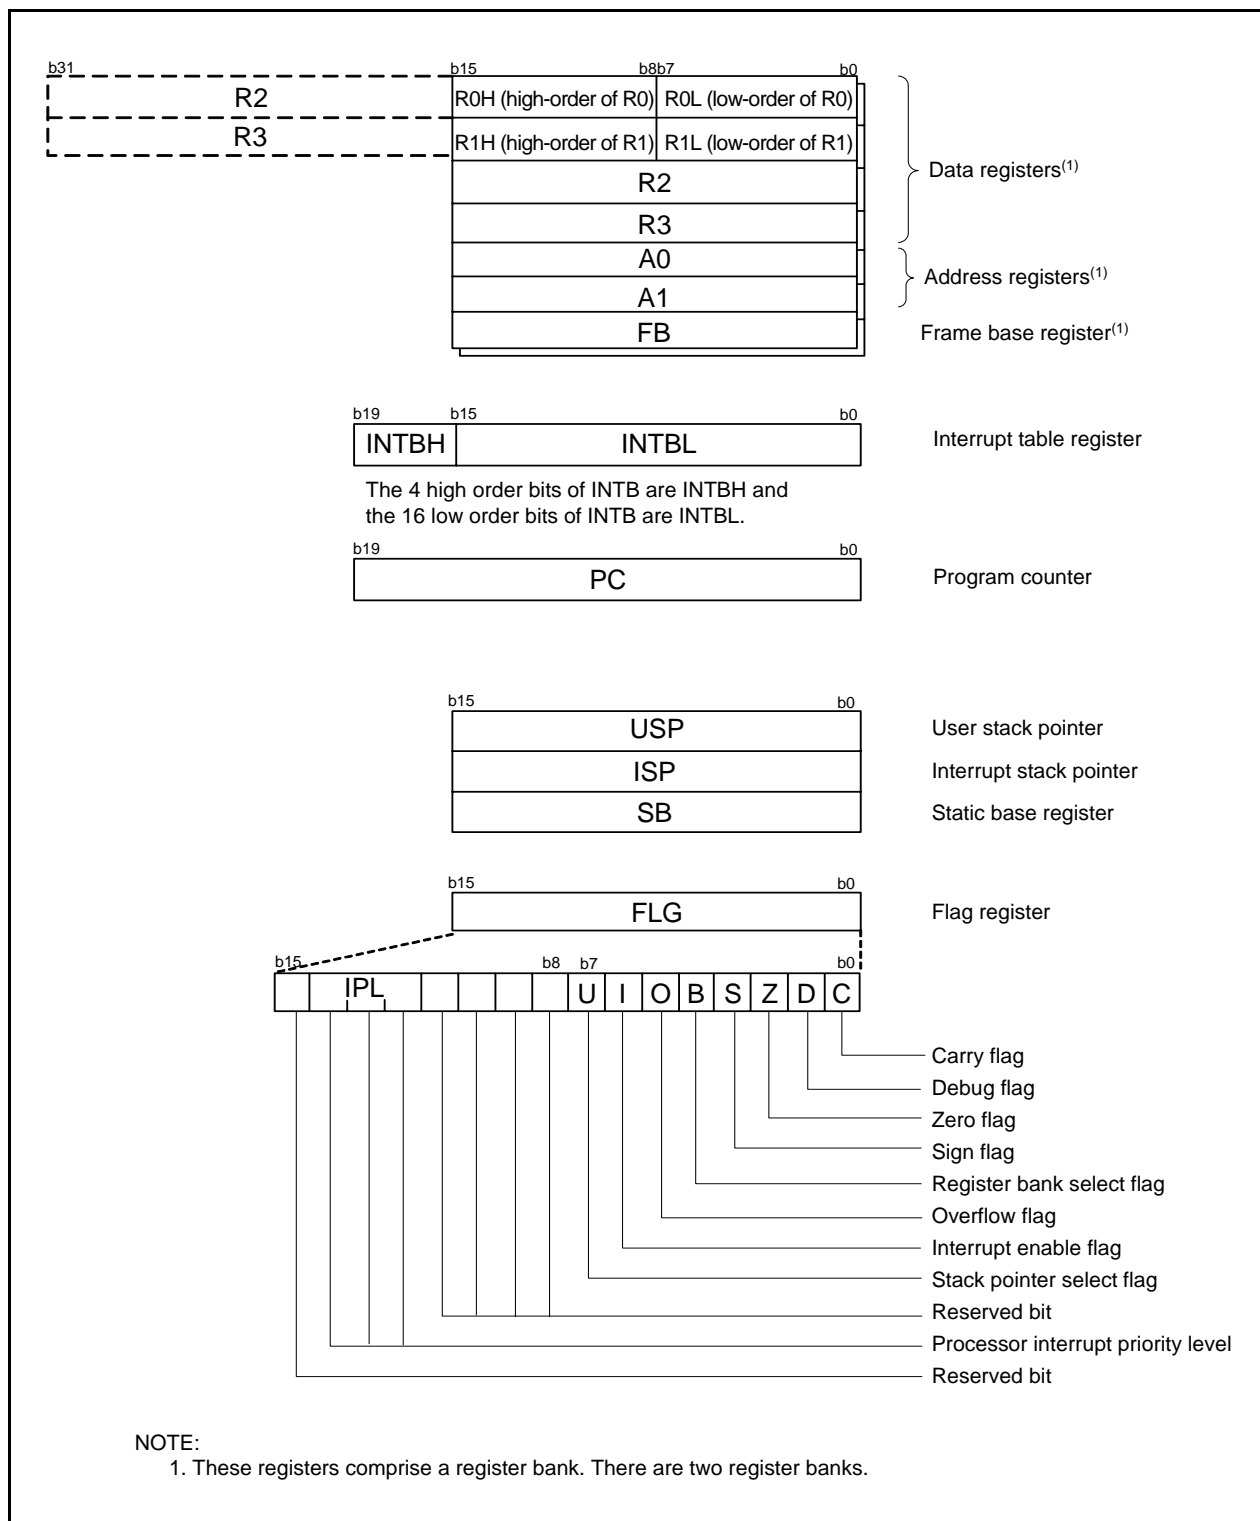 b31 b15 b8b7 b0
R2 R0H (high-order of R0) R0L (low-order of R0)
R3 R1H (high-order of R1) R1L (low-order of R1)
R2
Data registers(1)
R3
A0
Address registers(1)
A1
FB Frame base register(1)
b19 b15 b0
INTBH INTBL Interrupt table register
The 4 high order bits of INTB are INTBH and
the 16 low order bits of INTB are INTBL.
b19 b0
PC Program counter
b15 b0
USP User stack pointer
ISP Interrupt stack pointer
SB Static base register
b15 b0
FLG Flag register
b15 b8 b7 b0
IPL U I O B S Z D C
Carry flag
Debug flag
Zero flag
Sign flag
Register bank select flag
Overflow flag
Interrupt enable flag
Stack pointer select flag
Reserved bit
Processor interrupt priority level
Reserved bit
NOTE:
1. These registers comprise a register bank. There are two register banks.